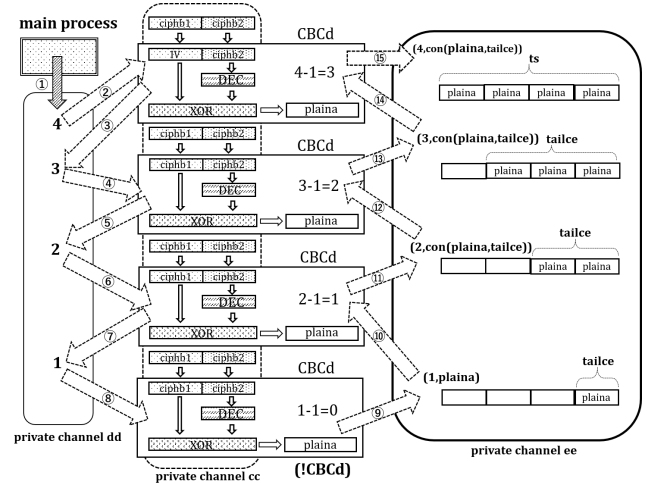 main process
①
ciphb1 ciphb2
CBCd
IV ciphb2
DEC
4-1=3
XOR
plaina
②
③
4
⑮
⑭
(4,con(plaina,tailce))
ts
plaina plaina plaina plaina
ciphb1 ciphb2
CBCd
ciphb1 ciphb2
DEC
3-1=2
XOR
plaina
3
④
⑤
⑬
⑫
(3,con(plaina,tailce))
tailce
plaina plaina plaina
ciphb1 ciphb2
CBCd
ciphb1 ciphb2
DEC
2-1=1
XOR
plaina
2
⑥
⑦
⑪
⑩
(2,con(plaina,tailce))
tailce
plaina plaina
ciphb1 ciphb2
CBCd
ciphb1 ciphb2
DEC
1-1=0
XOR
plaina
1
⑧
⑨
(1,plaina)
tailce
plaina
private channel dd
private channel cc
(!CBCd)
private channel ee